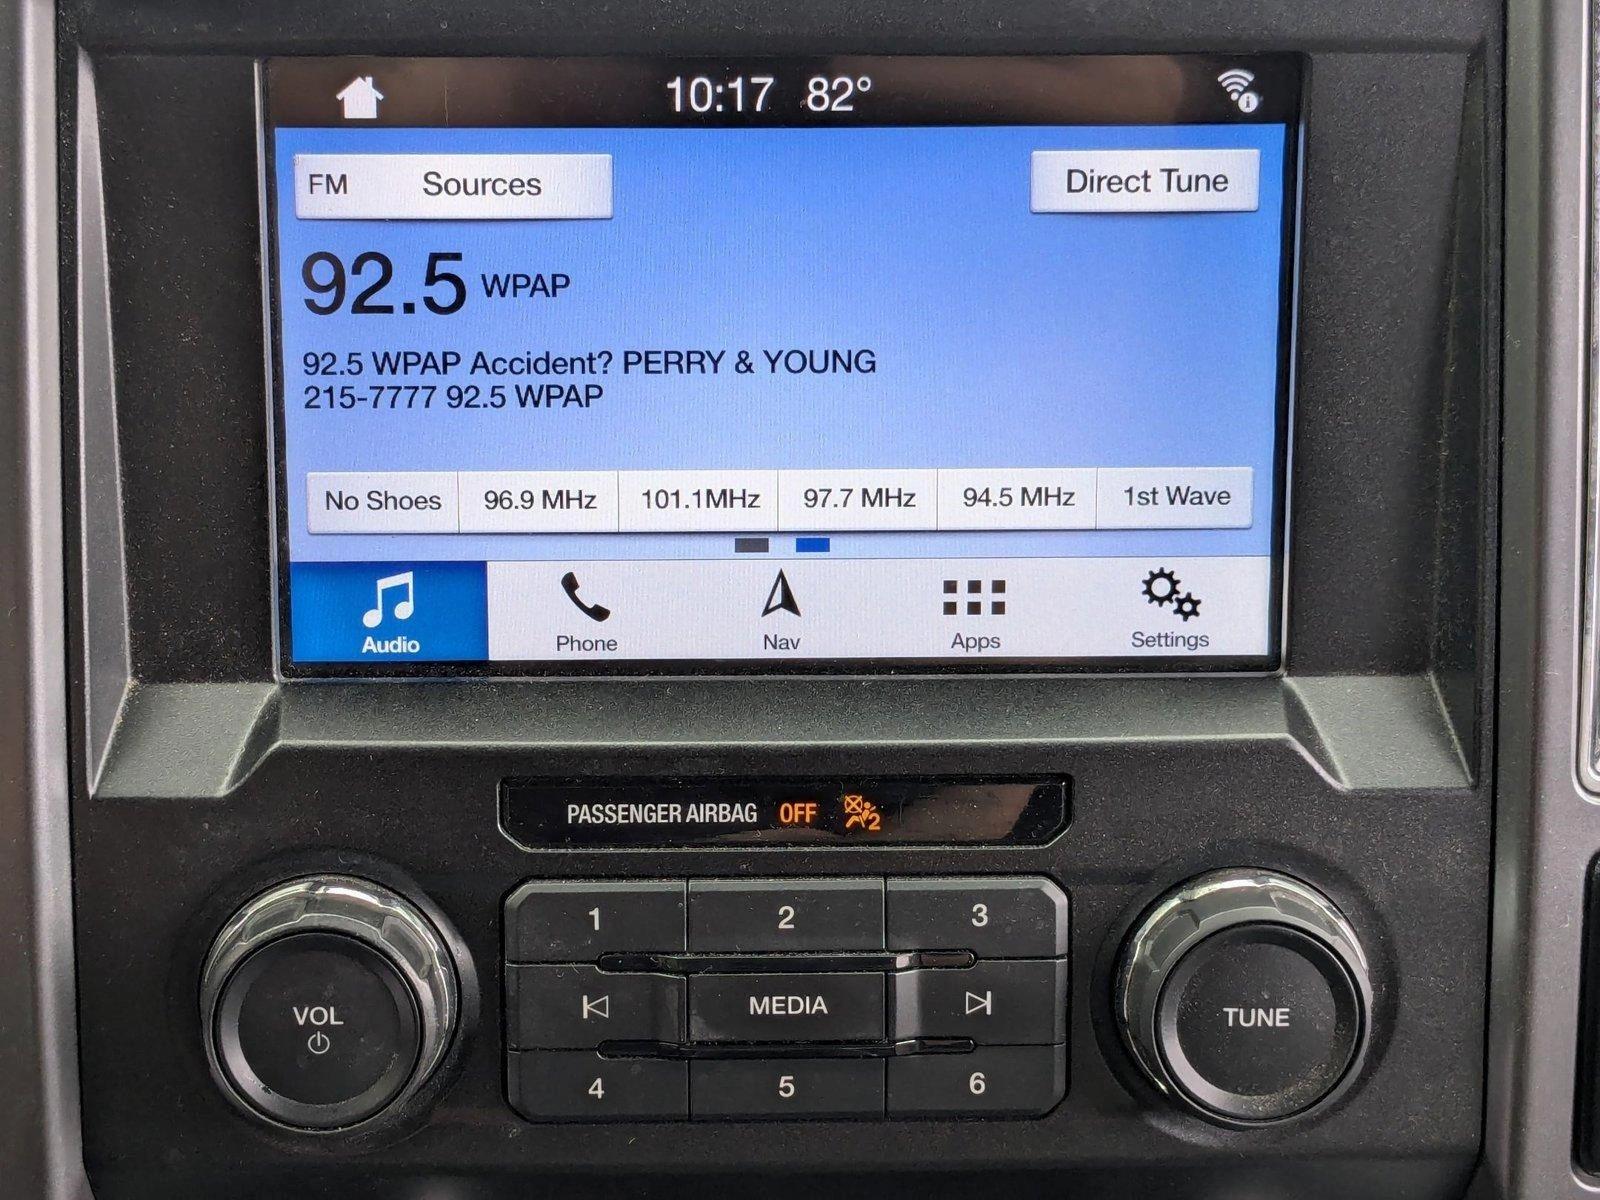 10:17 82°
FM Sources
Direct Tune
92.5 WPAP
92.5 WPAP Accident? PERRY & YOUNG
215-7777 92.5 WPAP
No Shoes 96.9 MHz 101.1MHz 97.7 MHz 94.5 MHz 1st Wave
Audio Phone Nav Apps Settings
PASSENGER AIRBAG OFF 2
1 2 3
VOL MEDIA TUNE
4 5 6